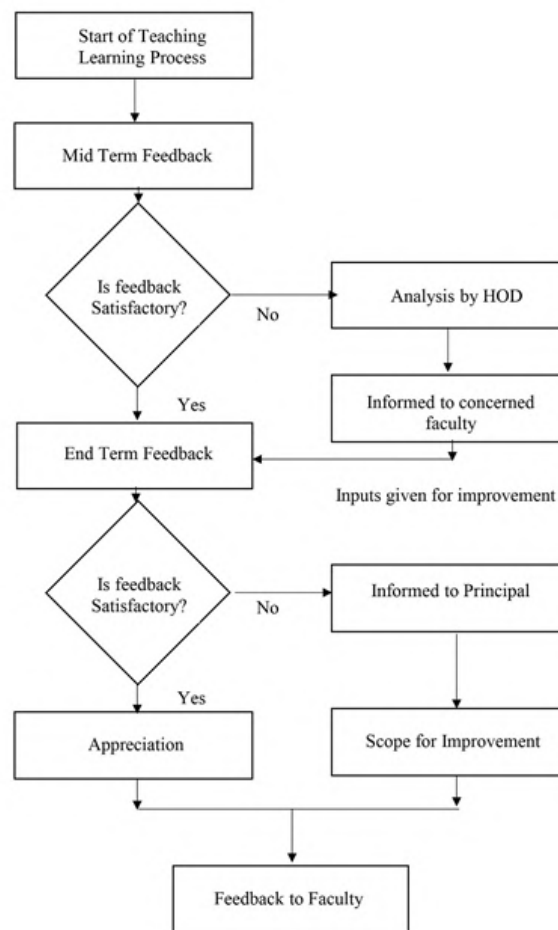 Start of Teaching
Learning Process
Mid Term Feedback
Is feedback
Satisfactory?
No
Analysis by HOD
Yes
Informed to concerned
faculty
End Term Feedback
Inputs given for improvement
Is feedback
Satisfactory?
No
Informed to Principal
Yes
Appreciation
Scope for Improvement
Feedback to Faculty